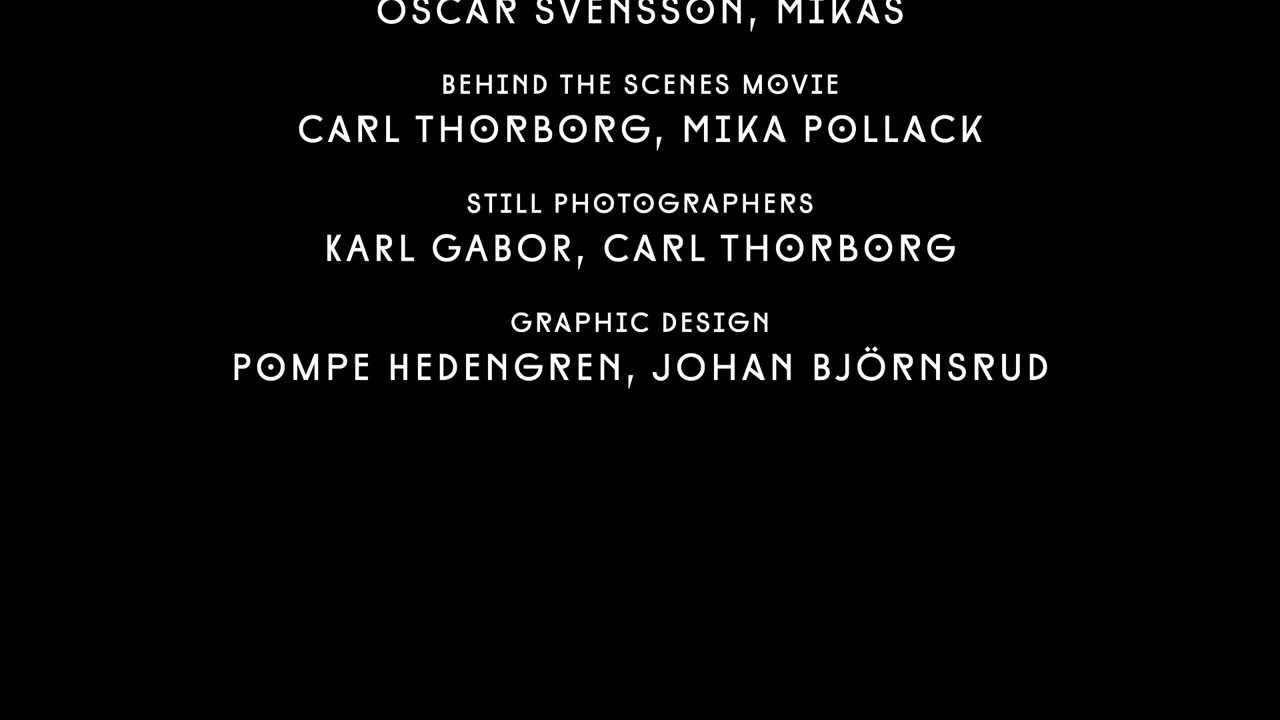 OSCAR SVENSSON, MIKAS
BEHIND THE SCENES MOVIE
CARL THORBORG, MIKA POLLACK
STILL PHOTOGRAPHERS
KARL GABOR, CARL THORBORG
GRAPHIC DESIGN
POMPE HEDENGREN, JOHAN BJÖRNSRUD